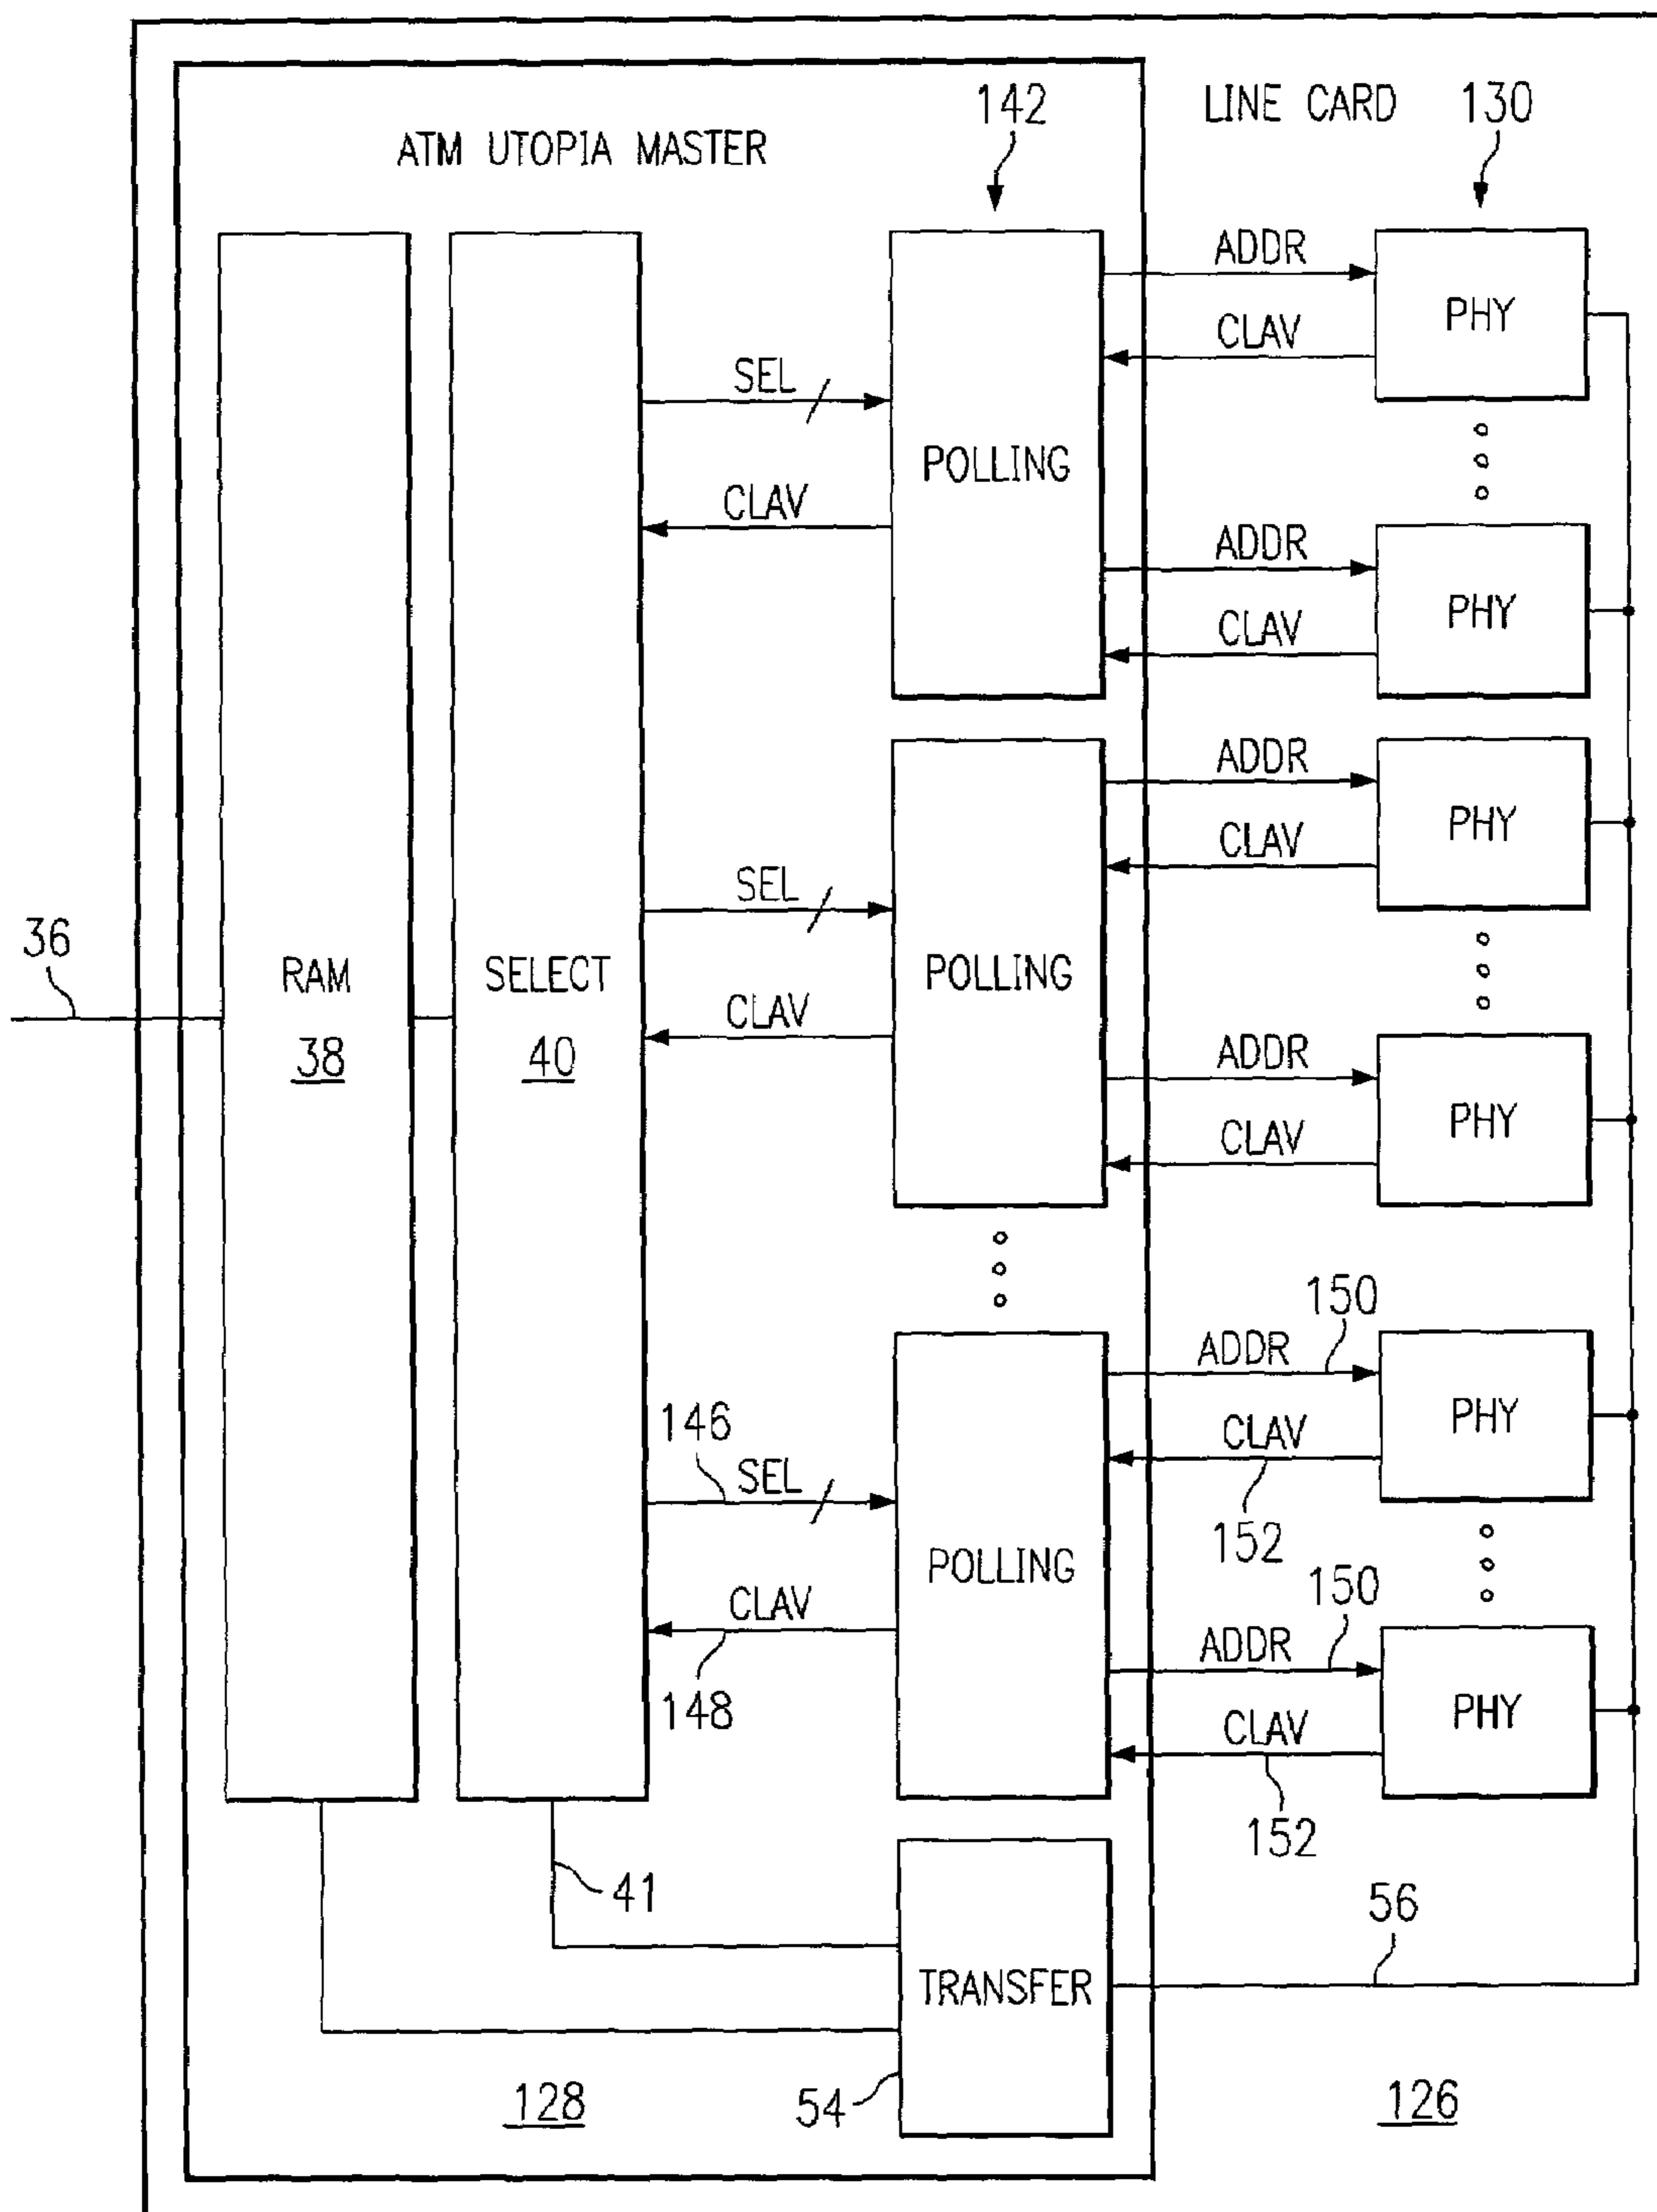 142
LINE CARD
130
ATM UTOPIA MASTER
ADDR
PHY
CLAV
SEL
POLLING
CLAV
ADDR
PHY
CLAV
ADDR
PHY
CLAV
SEL
36
RAM
SELECT
POLLING
CLAV
38
40
ADDR
PHY
CLAV
150
ADDR
146
PHY
CLAV
SEL
152
POLLING
150
CLAV
ADDR
148
PHY
CLAV
152
41
56
TRANSFER
54
128
126